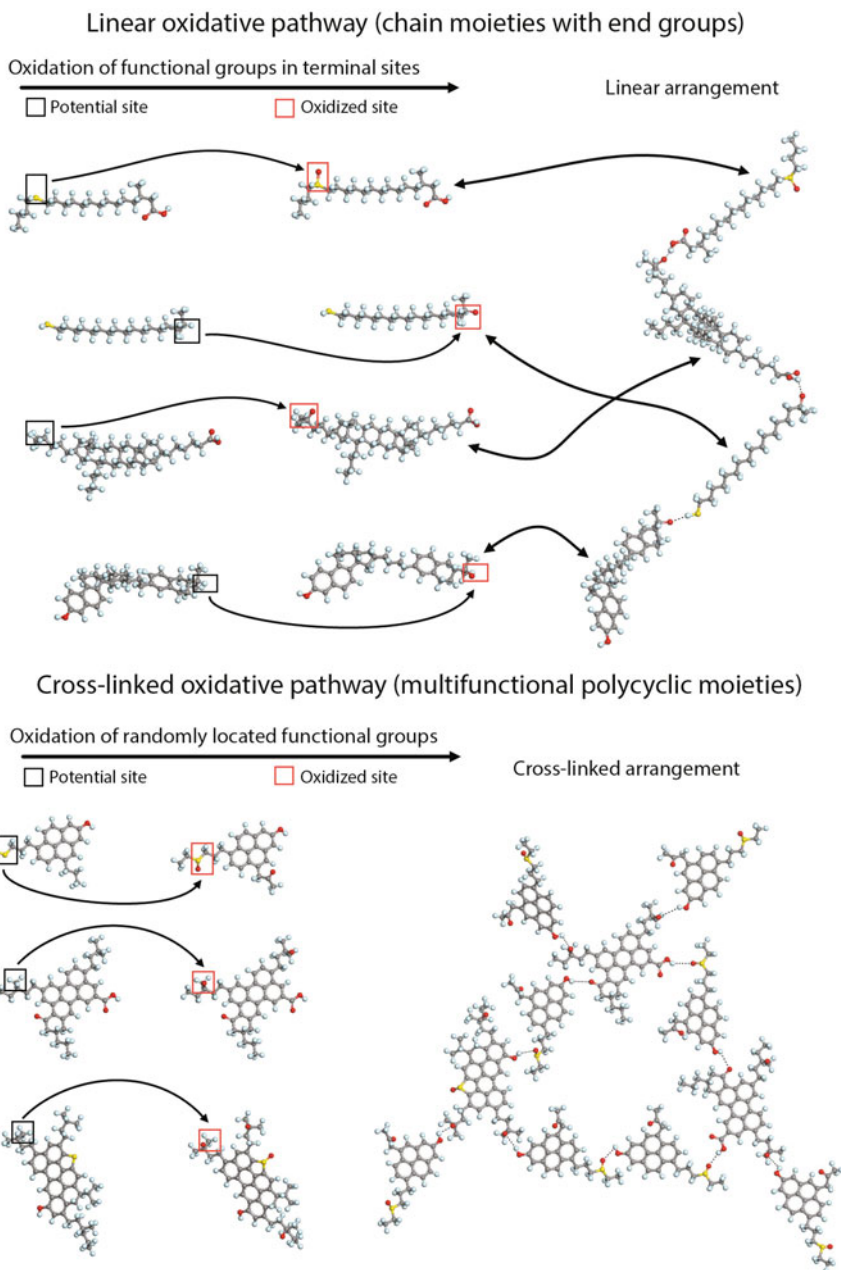 Linear oxidative pathway (chain moieties with end groups)
Oxidation of functional groups in terminal sites
Linear arrangement
Potential site
Oxidized site
Cross-linked oxidative pathway (multifunctional polycyclic moieties)
Oxidation of randomly located functional groups
Cross-linked arrangement
Potential site
Oxidized site